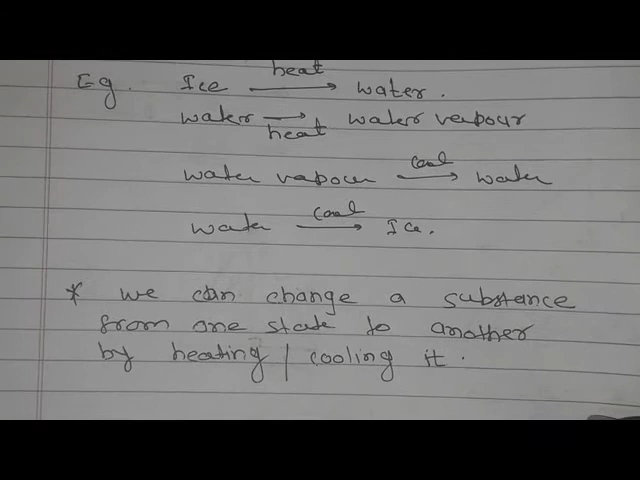 Eg. Ice heat → water.
water → heat water vapour
water vapour cool → water
water cool → Ice.
* we can change a substance
from one state to another
by heating / cooling it.